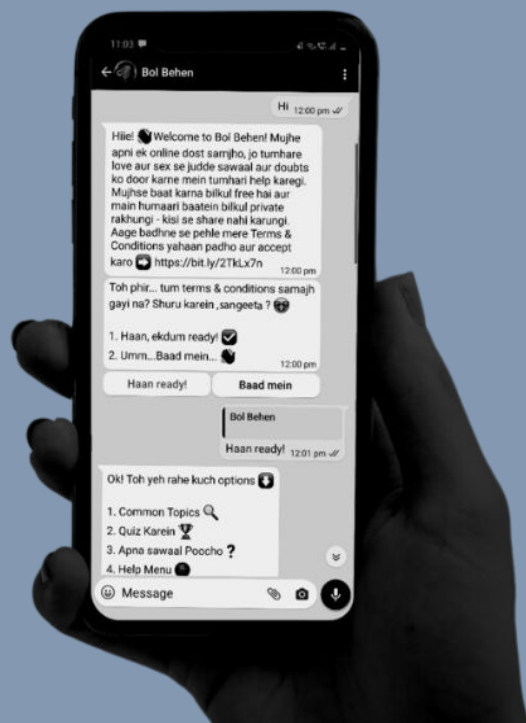 11:03
Bol Behen
Hi 12:00 pm
Hiie! 👋 Welcome to Bol Behen! Mujhe
apni ek online dost samjho, jo tumhare
love aur sex se judde sawaal aur doubts
ko door karne mein tumhari help karegi.
Mujhse baat karna bilkul free hai aur
main humaari baatein bilkul private
rakhungi - kisi se share nahi karungi.
Aage badhne se pehle mere Terms &
Conditions yahaan padho aur accept
karo ➡️ https://bit.ly/2TkLx7n
12:00 pm
Toh phir... tum terms & conditions samajh
gayi na? Shuru karein ,sangeeta ?
1. Haan, ekdum ready! ☑️
2. Umm...Baad mein... 👋
12:00 pm
Haan ready! Baad mein
Bol Behen
Haan ready! 12:01 pm
Ok! Toh yeh rahe kuch options ⬇️
1. Common Topics 🔍
2. Quiz Karein 🏆
3. Apna sawaal Poocho ❓
4. Help Menu
Message